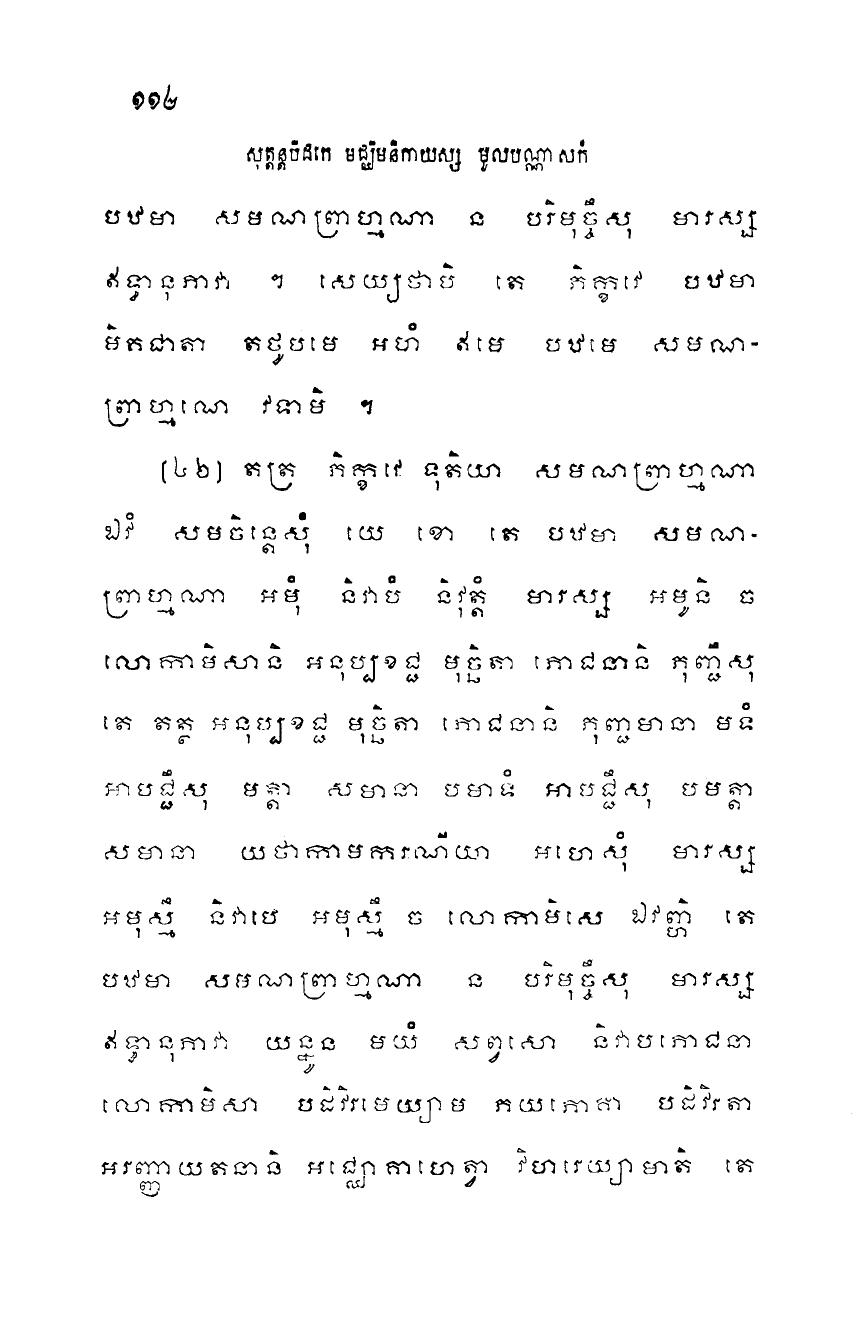 ១១៤
សុត្តន្តបិដកេ មជ្ឈិមនិកាយស្ស មូលបណ្ណាសកំ
បឋមា សមណព្រាហ្មណា ន បរិមុច្ចឹសុ មារស្ស
ឥទ្ធានុភាវា ។ សេយ្យថាបិ តេ ភិក្ខវេ បឋមា
មិគជាតា តថូបមេ អហំ ឥមេ បឋមេ សមណ-
ព្រាហ្មណេ វទាមិ ។
(៤២) តត្រ ភិក្ខវេ ទុតិយា សមណព្រាហ្មណា
ឯវំ សមចិន្តេសុំ យេ ខោ តេ បឋមា សមណ-
ព្រាហ្មណា អមុំ និវាបំ និវុត្តំ មារស្ស អមូនិ ច
លោកាមិសានិ អនុប្បខជ្ជ មុច្ឆិតា ភោជនានិ ភុញ្ជឹសុ
តេ តត្ថ អនុប្បខជ្ជ មុច្ឆិតា ភោជនានិ ភុញ្ជមានា មទំ
អាបជ្ជឹសុ មត្តា សមានា បមាទំ អាបជ្ជឹសុ បមត្តា
សមានា យថាកាមករណីយា អហេសុំ មារស្ស
អមុស្មឹ និវាបេ អមុស្មឹ ច លោកាមិសេ ឯវញ្ហិ តេ
បឋមា សមណព្រាហ្មណា ន បរិមុច្ចឹសុ មារស្ស
ឥទ្ធានុភាវា យន្នូន មយំ សព្វសោ និវាបភោជនា
លោកាមិសា បដិវិរមេយ្យាម ភយភោគា បដិវិរតា
អរញ្ញាយតនានិ អជ្ឈោគាហេត្វា វិហរេយ្យាមាតិ តេ